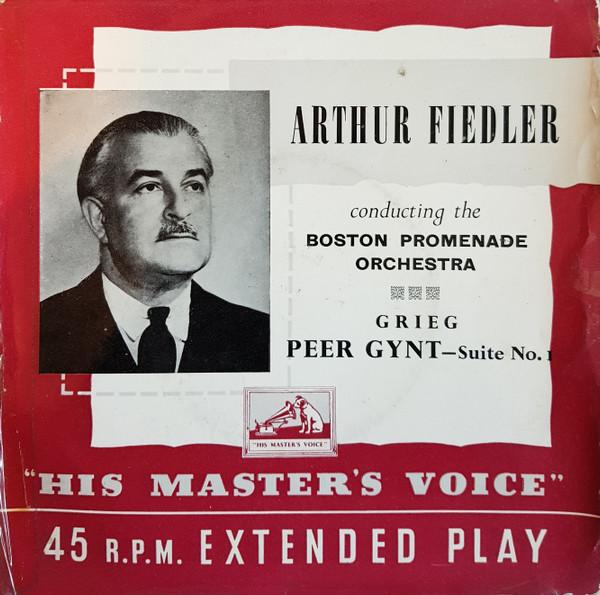 ARTHUR FIEDLER
conducting the
BOSTON PROMENADE
ORCHESTRA
GRIEG
PEER GYNT—Suite No. 1
"HIS MASTER'S VOICE"
"HIS MASTER'S VOICE"
45 R.P.M. EXTENDED PLAY